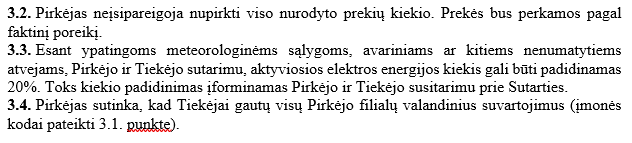 3.2. Pirkėjas neįsipareigoja nupirkti viso nurodyto prekių kiekio. Prekės bus perkamos pagal
faktinį poreikį.
3.3. Esant ypatingoms meteorologinėms sąlygoms, avariniams ar kitiems nenumatytiems
atvejams, Pirkėjo ir Tiekėjo sutarimu, aktyviosios elektros energijos kiekis gali būti padidinamas
20%. Toks kiekio padidinimas įforminamas Pirkėjo ir Tiekėjo susitarimu prie Sutarties.
3.4. Pirkėjas sutinka, kad Tiekėjai gautų visų Pirkėjo filialų valandinius suvartojimus (įmonės
kodai pateikti 3.1. punkte).